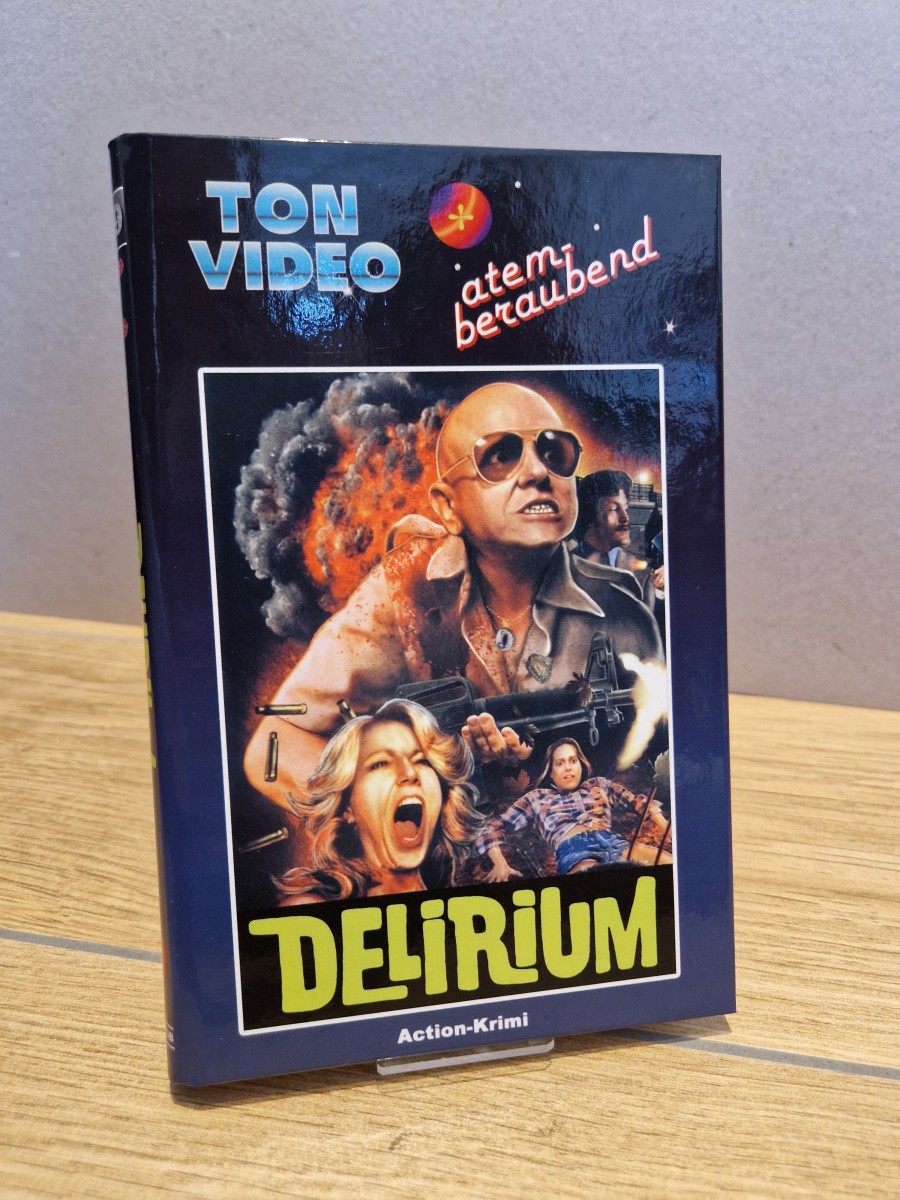 TON
VIDEO
atem-
beraubend
DELiRiUM
Action-Krimi